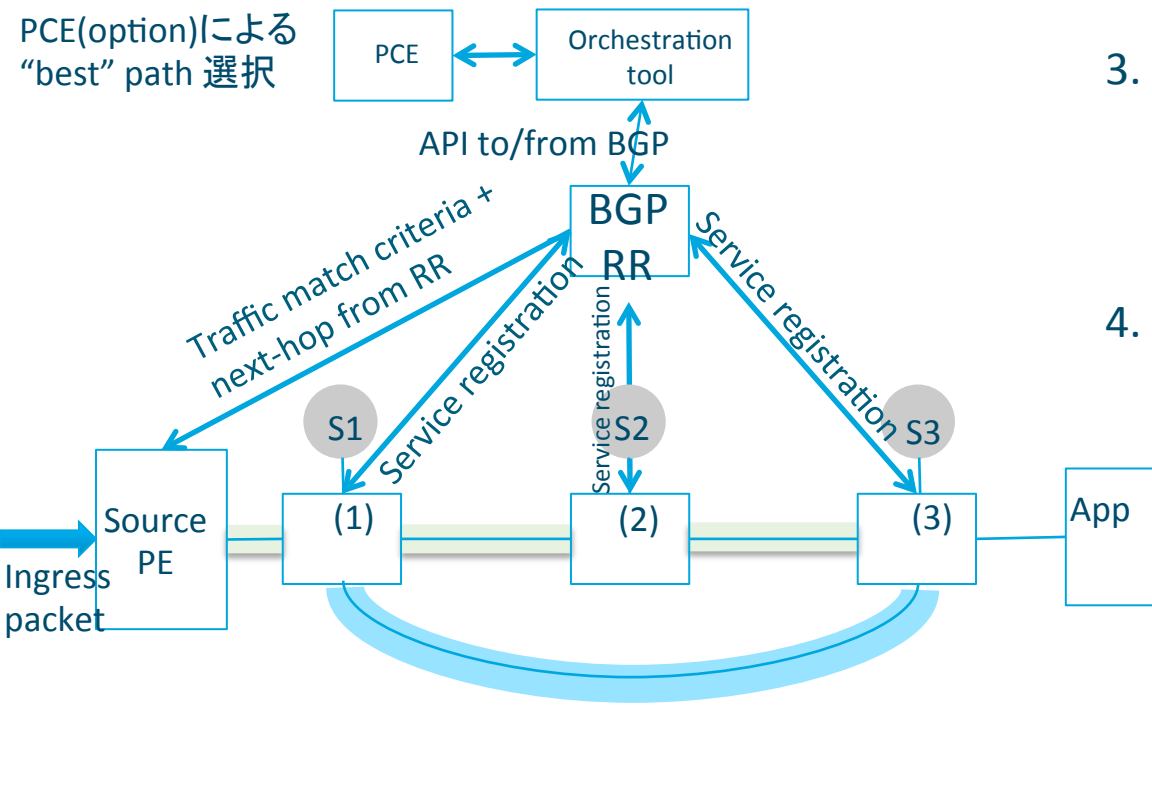 PCE(option)による
“best” path 選択
PCE
Orchestration
tool
3.
API to/from BGP
BGP
RR
Traffic match criteria +
next-hop from RR
Service registration
Service registration
Service registration
4.
S1
S2
S3
Source
PE
(1)
(2)
(3)
App
Ingress
packet